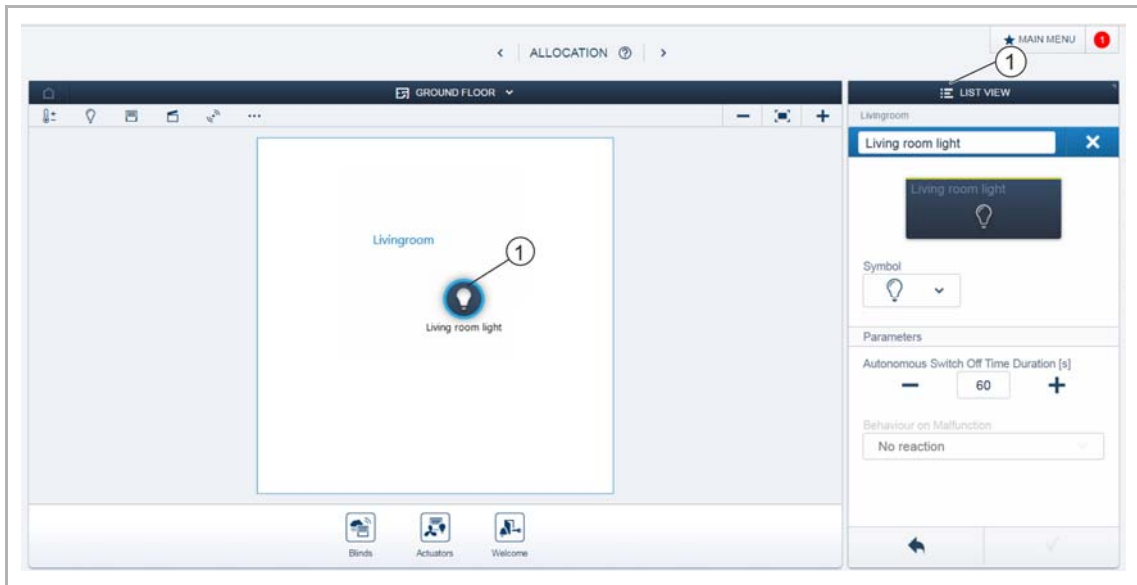 ALLOCATION
MAIN MENU
1
1
GROUND FLOOR
LIST VIEW
Livingroom
Living room light
Living room light
Livingroom
1
Living room light
Symbol
Parameters
Autonomous Switch Off Time Duration [s]
60
Behaviour on Malfunction
No reaction
Blinds
Actuators
Welcome